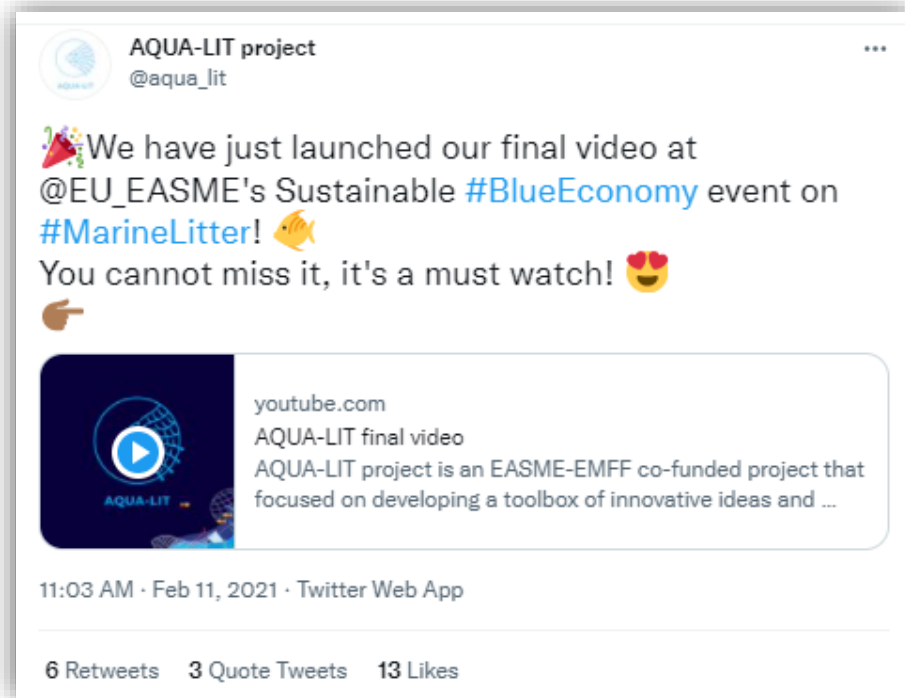 AQUA-LIT project
@aqua_lit
🎉We have just launched our final video at
@EU_EASME's Sustainable #BlueEconomy event on
#MarineLitter! 🐠
You cannot miss it, it's a must watch! 😍
👉🏾
AQUA-LIT
youtube.com
AQUA-LIT final video
AQUA-LIT project is an EASME-EMFF co-funded project that
focused on developing a toolbox of innovative ideas and ...
11:03 AM · Feb 11, 2021 · Twitter Web App
6 Retweets 3 Quote Tweets 13 Likes